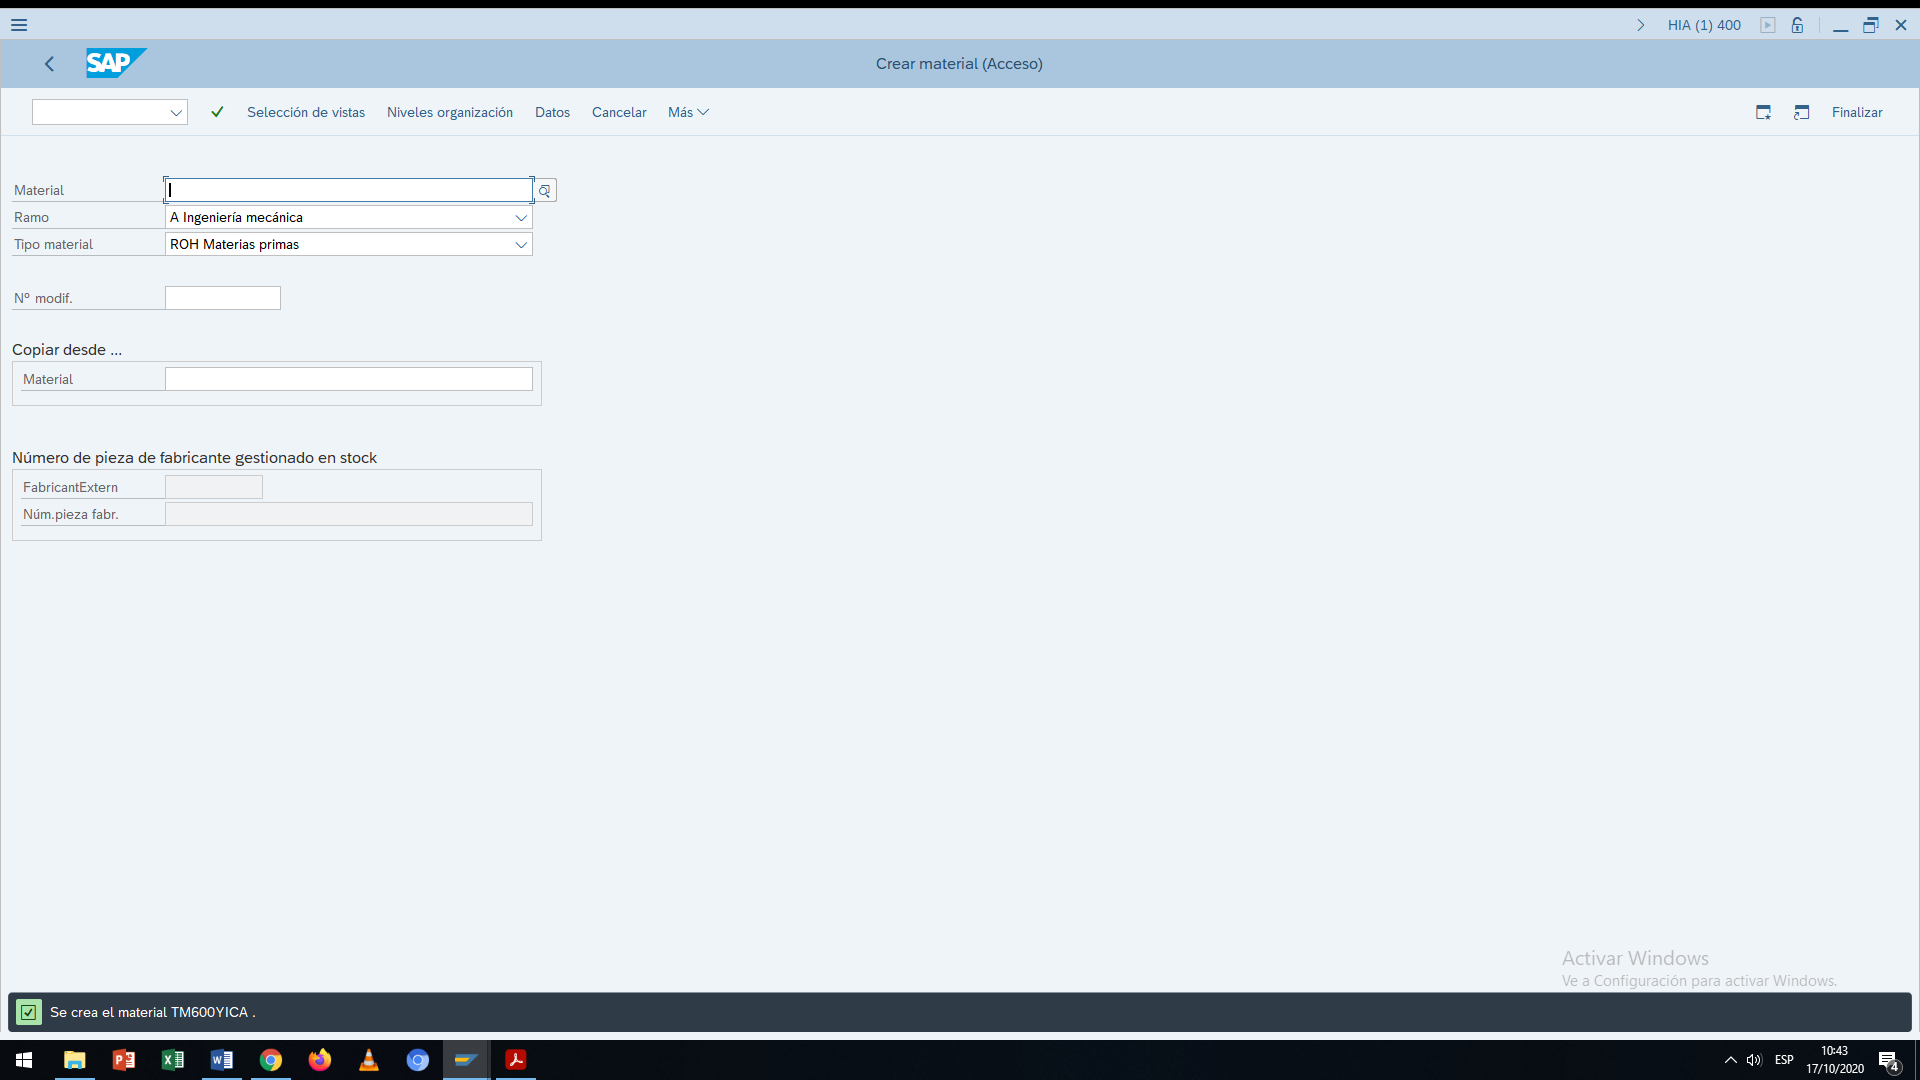 HIA (1) 400
SAP
Crear material (Acceso)
Selección de vistas Niveles organización Datos Cancelar Más Finalizar
Material
Ramo A Ingeniería mecánica
Tipo material ROH Materias primas
Nº modif.
Copiar desde ...
Material
Número de pieza de fabricante gestionado en stock
FabricantExtern
Núm.pieza fabr.
Activar Windows
Ve a Configuración para activar Windows.
Se crea el material TM600YICA .
ESP
10:43
17/10/2020
4